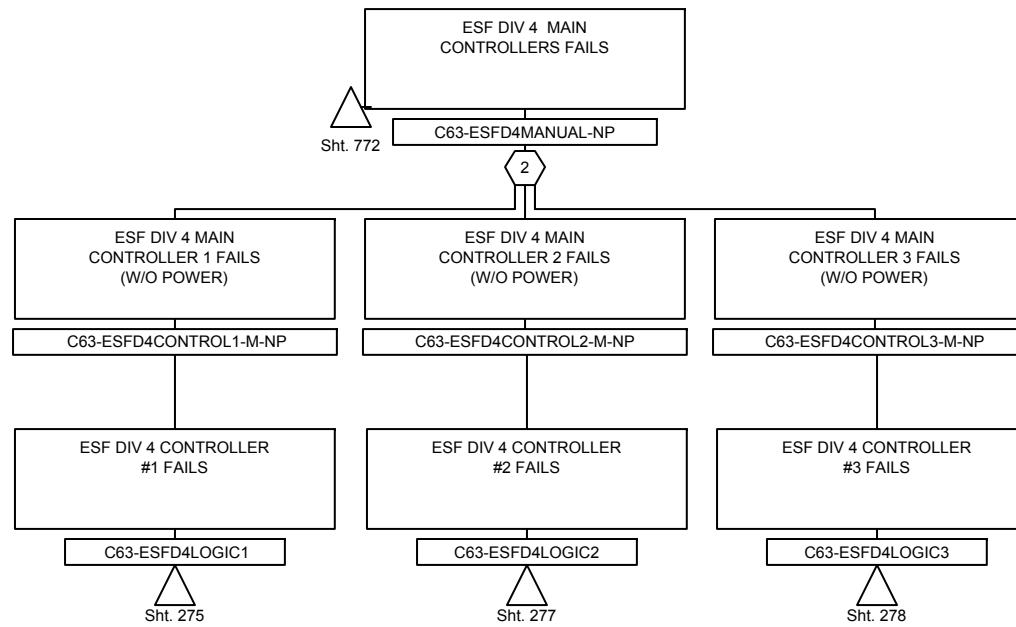 ESF DIV 4 MAIN
CONTROLLERS FAILS
Sht. 772
C63-ESFD4MANUAL-NP
2
ESF DIV 4 MAIN
CONTROLLER 1 FAILS
(W/O POWER)
C63-ESFD4CONTROL1-M-NP
ESF DIV 4 MAIN
CONTROLLER 2 FAILS
(W/O POWER)
C63-ESFD4CONTROL2-M-NP
ESF DIV 4 MAIN
CONTROLLER 3 FAILS
(W/O POWER)
C63-ESFD4CONTROL3-M-NP
ESF DIV 4 CONTROLLER
#1 FAILS
C63-ESFD4LOGIC1
Sht. 275
ESF DIV 4 CONTROLLER
#2 FAILS
C63-ESFD4LOGIC2
Sht. 277
ESF DIV 4 CONTROLLER
#3 FAILS
C63-ESFD4LOGIC3
Sht. 278